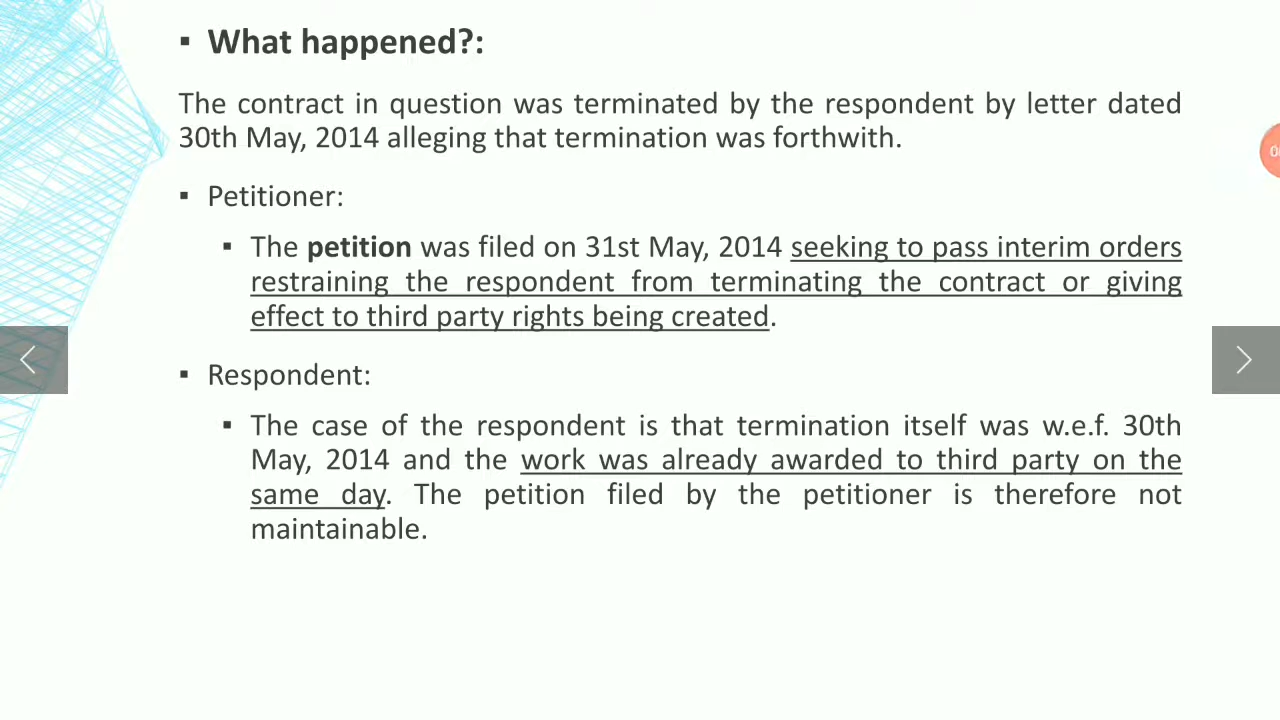 ▪ What happened?:
The contract in question was terminated by the respondent by letter dated
30th May, 2014 alleging that termination was forthwith.
▪ Petitioner:
▪ The petition was filed on 31st May, 2014 seeking to pass interim orders
restraining the respondent from terminating the contract or giving
effect to third party rights being created.
▪ Respondent:
▪ The case of the respondent is that termination itself was w.e.f. 30th
May, 2014 and the work was already awarded to third party on the
same day. The petition filed by the petitioner is therefore not
maintainable.